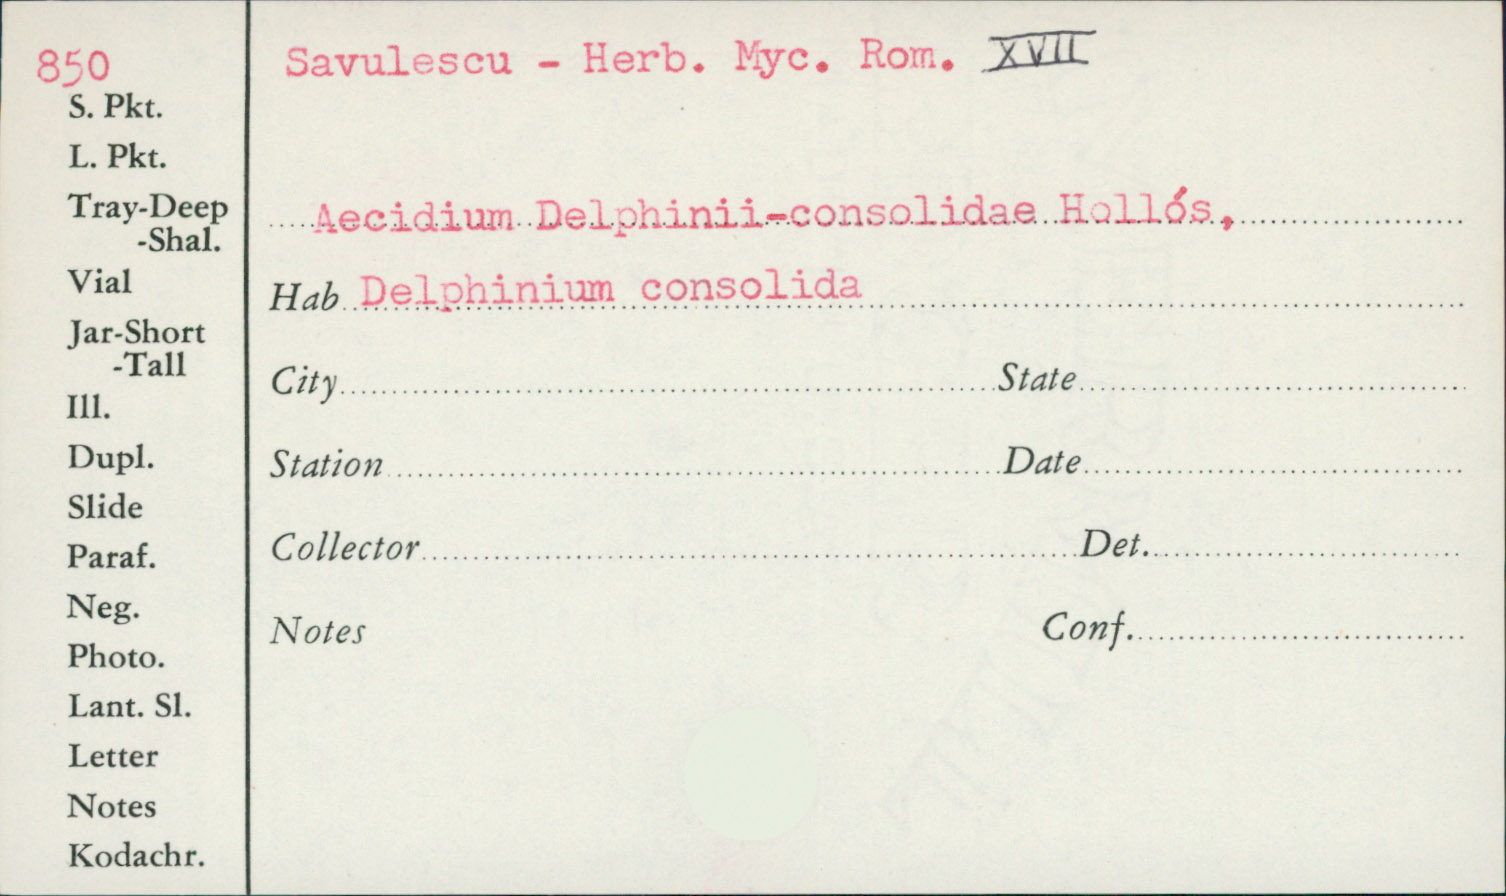 850
Savulescu - Herb. Myc. Rom. XVII
S. Pkt.
L. Pkt.
Tray-Deep
-Shal.
Aecidium Delphinii-consolidae Hollós,
Vial
Hab Delphinium consolida
Jar-Short
-Tall
City State
Ill.
Dupl.
Station Date
Slide
Collector Det.
Paraf.
Neg.
Notes Conf.
Photo.
Lant. Sl.
Letter
Notes
Kodachr.